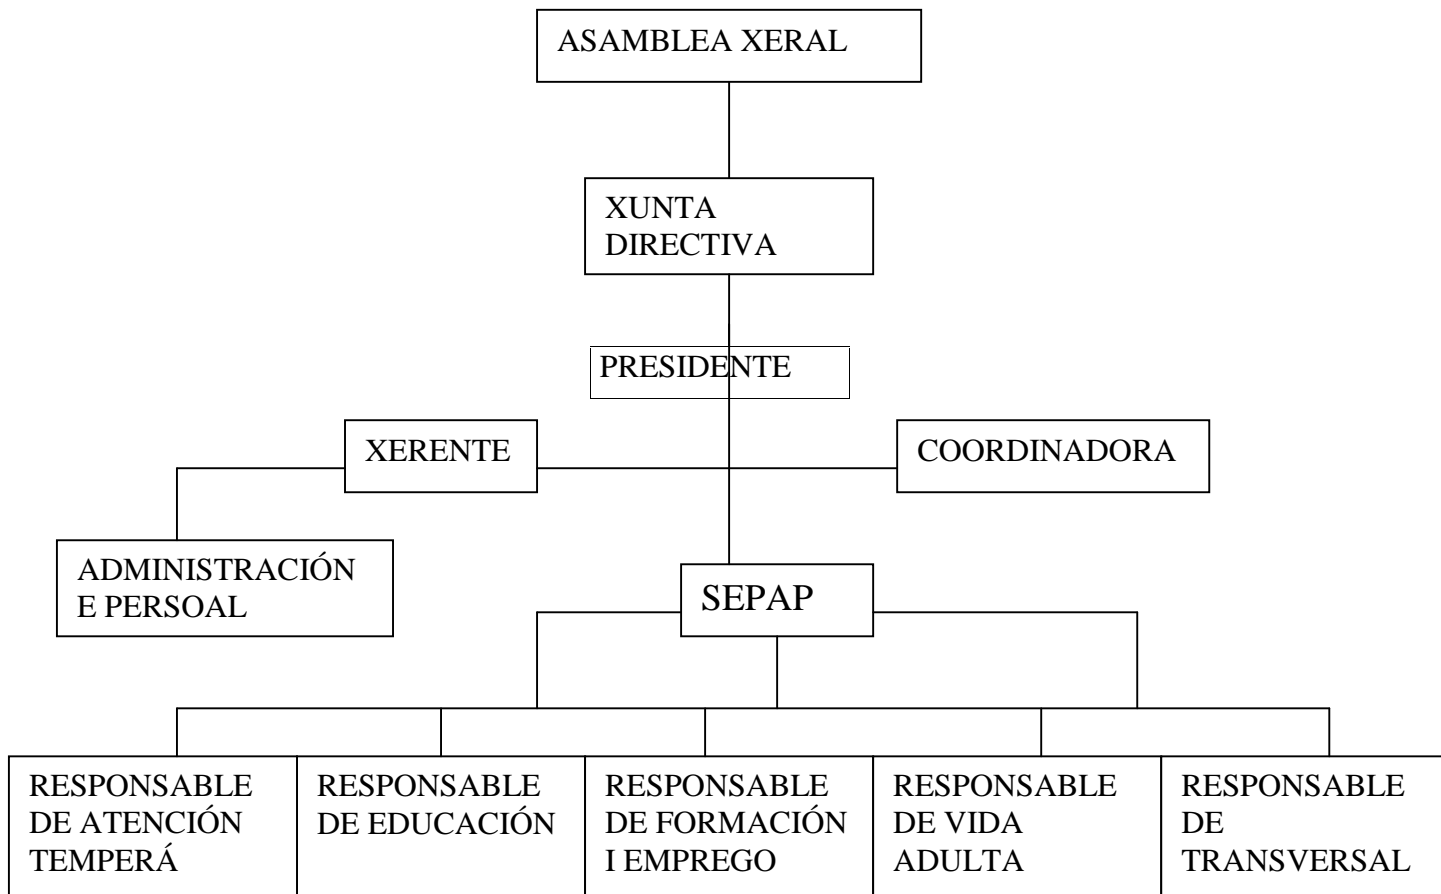 ASAMBLEA XERAL
XUNTA
DIRECTIVA
PRESIDENTE
XERENTE
COORDINADORA
ADMINISTRACIÓN
E PERSOAL
SEPAP
RESPONSABLE
DE ATENCIÓN
TEMPERÁ
RESPONSABLE
DE EDUCACIÓN
RESPONSABLE
DE FORMACIÓN
I EMPREGO
RESPONSABLE
DE VIDA
ADULTA
RESPONSABLE
DE
TRANSVERSAL